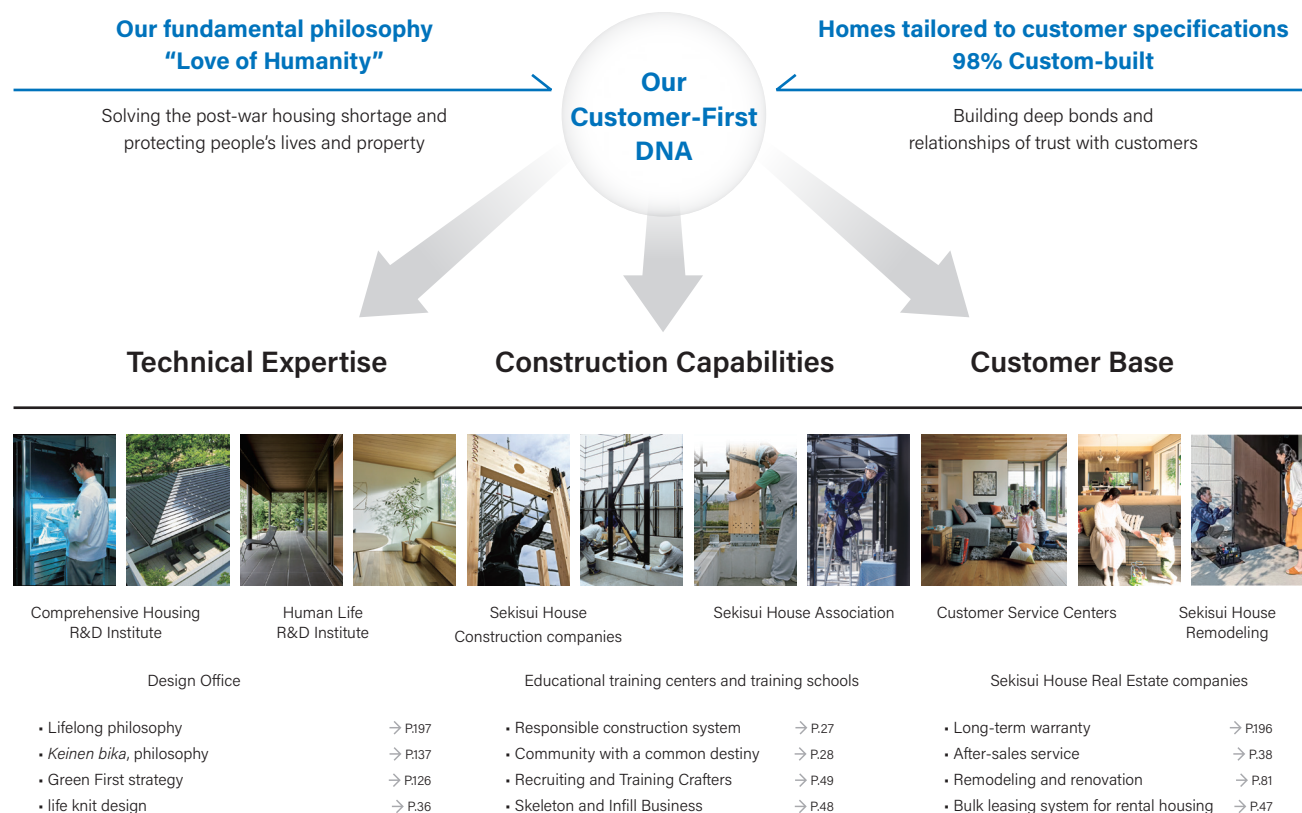 Our fundamental philosophy
“Love of Humanity”
Solving the post-war housing shortage and
protecting people’s lives and property
Our
Customer-First
DNA
Homes tailored to customer specifications
98% Custom-built
Building deep bonds and
relationships of trust with customers
Technical Expertise
Comprehensive Housing
R&D Institute
Human Life
R&D Institute
Design Office
▪ Lifelong philosophy → P.197
▪ Keinen bika, philosophy → P.137
▪ Green First strategy → P.126
▪ life knit design → P.36
Construction Capabilities
Sekisui House
Construction companies
Sekisui House Association
Educational training centers and training schools
▪ Responsible construction system → P.27
▪ Community with a common destiny → P.28
▪ Recruiting and Training Crafters → P.49
▪ Skeleton and Infill Business → P.48
Customer Base
Customer Service Centers
Sekisui House
Remodeling
Sekisui House Real Estate companies
▪ Long-term warranty → P.196
▪ After-sales service → P.38
▪ Remodeling and renovation → P.81
▪ Bulk leasing system for rental housing → P.47